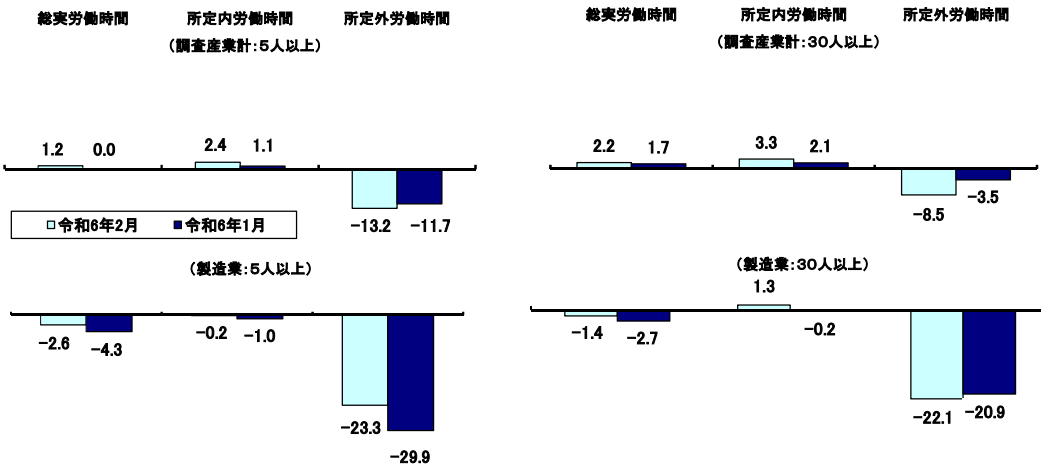 総実労働時間 所定内労働時間 所定外労働時間
（調査産業計：5人以上）
1.2 0.0 2.4 1.1
−13.2 −11.7
□令和6年2月 ■令和6年1月
（製造業：5人以上）
−2.6 −4.3 −0.2 −1.0
−23.3
−29.9
総実労働時間 所定内労働時間 所定外労働時間
（調査産業計：30人以上）
2.2 1.7 3.3 2.1
−8.5 −3.5
（製造業：30人以上）
1.3
−1.4 −2.7 −0.2
−22.1 −20.9